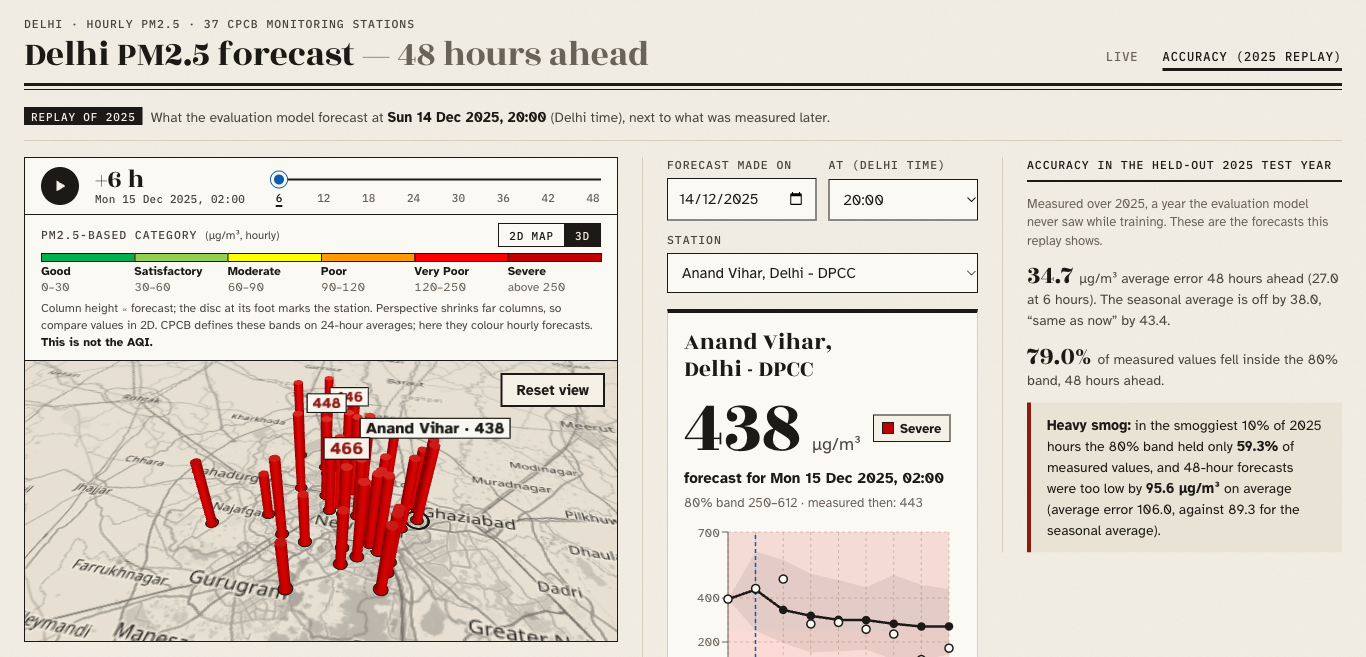 DELHI · HOURLY PM2.5 · 37 CPCB MONITORING STATIONS
Delhi PM2.5 forecast — 48 hours ahead
LIVE
ACCURACY (2025 REPLAY)
REPLAY OF 2025
What the evaluation model forecast at Sun 14 Dec 2025, 20:00 (Delhi time), next to what was measured later.
+6 h
Mon 15 Dec 2025, 02:00
6 12 18 24 30 36 42 48
PM2.5-BASED CATEGORY (µg/m³, hourly)
2D MAP
3D
Good Satisfactory Moderate Poor Very Poor Severe
0–30 30–60 60–90 90–120 120–250 above 250
Column height = forecast; the disc at its foot marks the station. Perspective shrinks far columns, so
compare values in 2D. CPCB defines these bands on 24-hour averages; here they colour hourly forecasts.
This is not the AQI.
Reset view
448
46
Anand Vihar · 438
466
Rohtak
Kharkhoda
Baraut
Meerut
Chhara
Bahadurg
Modinagar
Muradnagar
Jhajjar
Najafga
New
Ghaziabad
Pilkhuw
Dhaula
Farrukhnagar
Gurugram
Dadri
Manesa
Greater N
FORECAST MADE ON
14/12/2025
AT (DELHI TIME)
20:00
STATION
Anand Vihar, Delhi - DPCC
Anand Vihar,
Delhi - DPCC
438 µg/m³
Severe
forecast for Mon 15 Dec 2025, 02:00
80% band 250–612 · measured then: 443
700
400
200
ACCURACY IN THE HELD-OUT 2025 TEST YEAR
Measured over 2025, a year the evaluation model
never saw while training. These are the forecasts this
replay shows.
34.7 µg/m³ average error 48 hours ahead (27.0
at 6 hours). The seasonal average is off by 38.0,
“same as now” by 43.4.
79.0% of measured values fell inside the 80%
band, 48 hours ahead.
Heavy smog: in the smoggiest 10% of 2025
hours the 80% band held only 59.3% of
measured values, and 48-hour forecasts
were too low by 95.6 µg/m³ on average
(average error 106.0, against 89.3 for the
seasonal average).